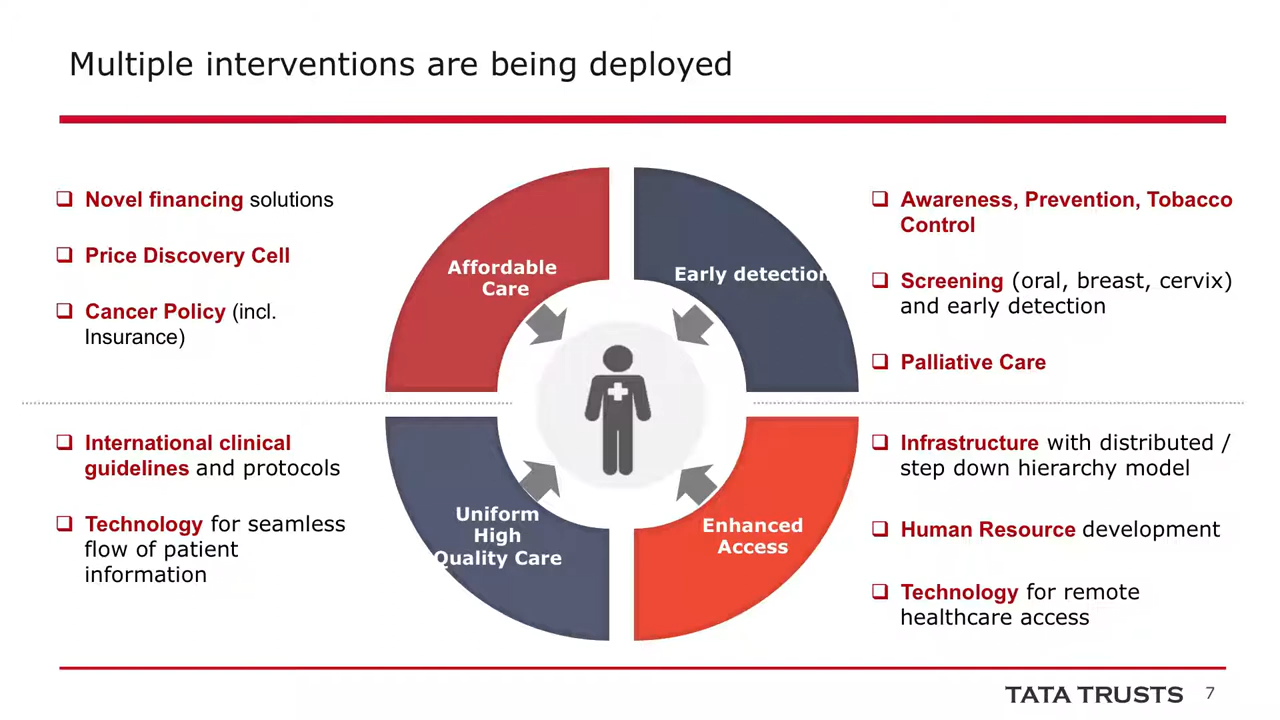 Multiple interventions are being deployed
Novel financing solutions
Price Discovery Cell
Cancer Policy (incl.
Insurance)
Affordable
Care
Early detection
Awareness, Prevention, Tobacco
Control
Screening (oral, breast, cervix)
and early detection
Palliative Care
International clinical
guidelines and protocols
Technology for seamless
flow of patient
information
Uniform
High
Quality Care
Enhanced
Access
Infrastructure with distributed /
step down hierarchy model
Human Resource development
Technology for remote
healthcare access
TATA TRUSTS
7